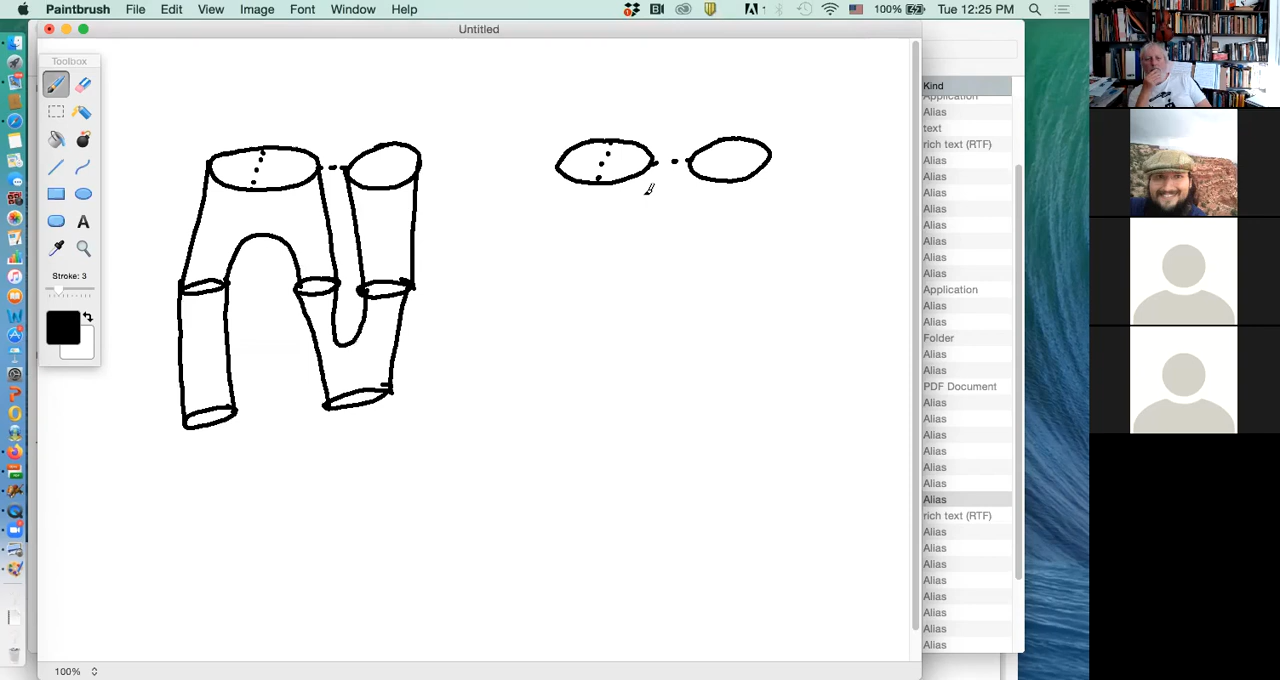 Paintbrush File Edit View Image Font Window Help 100% Tue 12:25 PM
Untitled
Toolbox
Stroke: 3
100%
Kind
Application
Alias
text
rich text (RTF)
Alias
Alias
Alias
Alias
Alias
Alias
Alias
Alias
Application
Alias
Alias
Folder
Alias
Alias
PDF Document
Alias
Alias
Alias
Alias
Alias
Alias
Alias
rich text (RTF)
Alias
Alias
Alias
Alias
Alias
Alias
Alias
Alias